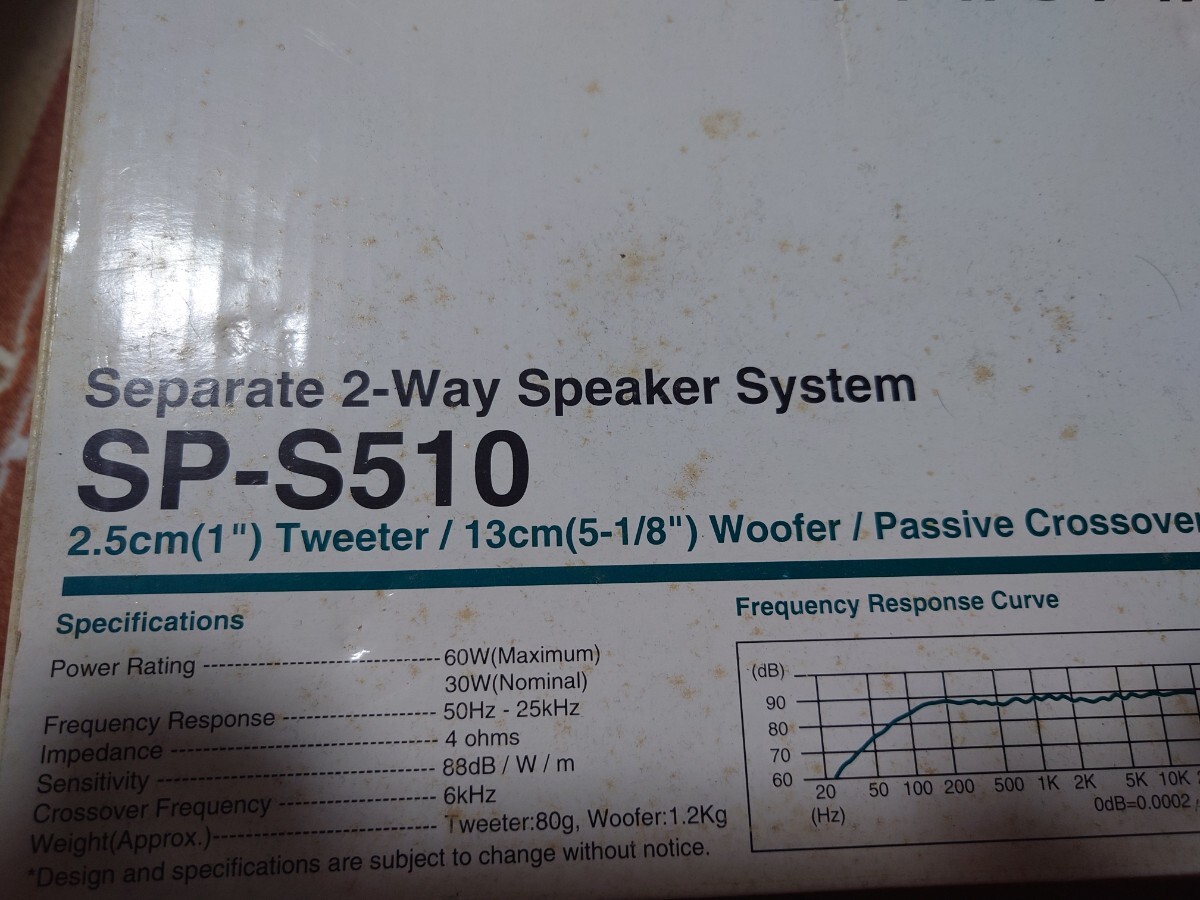 Separate 2-Way Speaker System
SP-S510
2.5cm(1") Tweeter / 13cm(5-1/8") Woofer / Passive Crossover
Specifications
Power Rating ------------------------------ 60W(Maximum)
30W(Nominal)
Frequency Response ------------------- 50Hz - 25kHz
Impedance --------------------------------- 4 ohms
Sensitivity ----------------------------------- 88dB / W / m
Crossover Frequency ------------------- 6kHz
Weight(Approx.)--------------------------- Tweeter:80g, Woofer:1.2Kg
*Design and specifications are subject to change without notice.
Frequency Response Curve
(dB)
90
80
70
60
20 50 100 200 500 1K 2K 5K 10K
(Hz)
0dB=0.0002